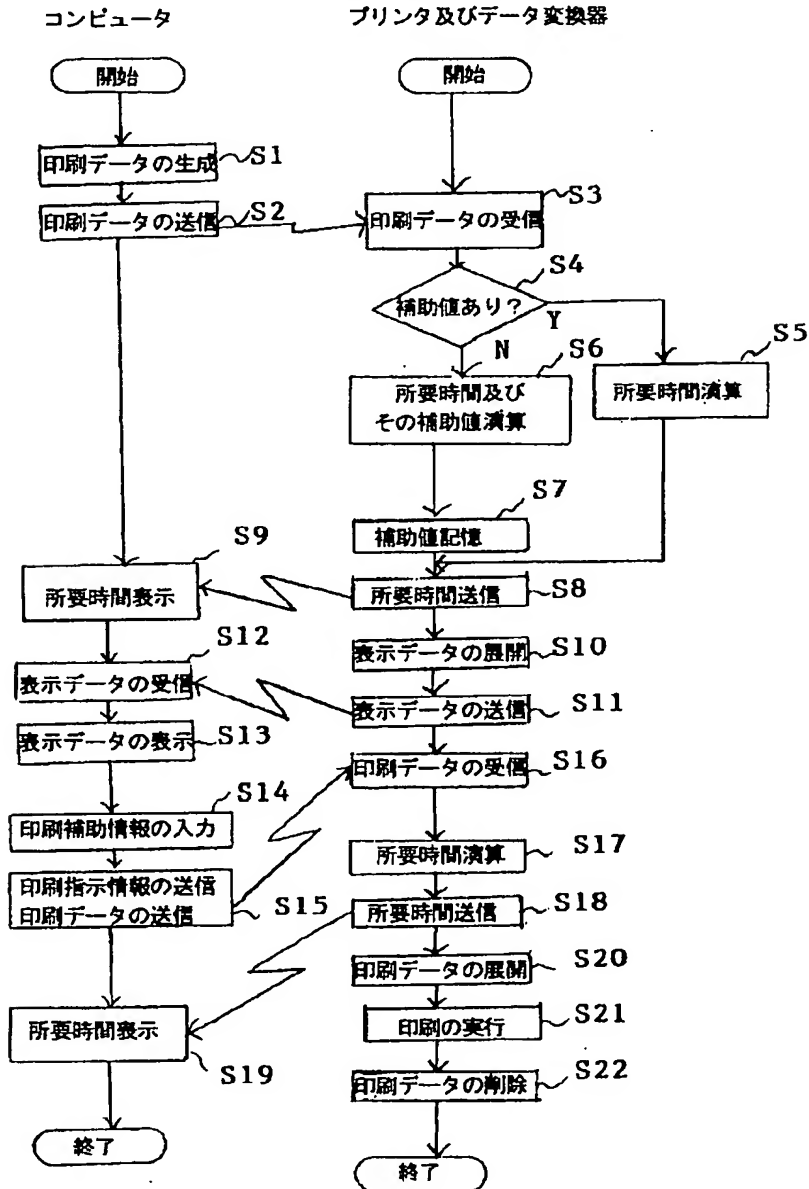 コンピュータ
プリンタ及びデータ変換器
開始
開始
印刷データの生成
S1
印刷データの送信
S2
S3
印刷データの受信
S4
補助値あり?
Y
N
S5
所要時間演算
S6
所要時間及び
その補助値演算
S7
補助値記憶
S9
所要時間表示
所要時間送信
S8
S12
表示データの展開
S10
表示データの受信
表示データの送信
S11
表示データの表示
S13
印刷データの受信
S16
S14
印刷補助情報の入力
所要時間演算
S17
印刷指示情報の送信
印刷データの送信
S15
所要時間送信
S18
印刷データの展開
S20
所要時間表示
S19
印刷の実行
S21
印刷データの削除
S22
終了
終了